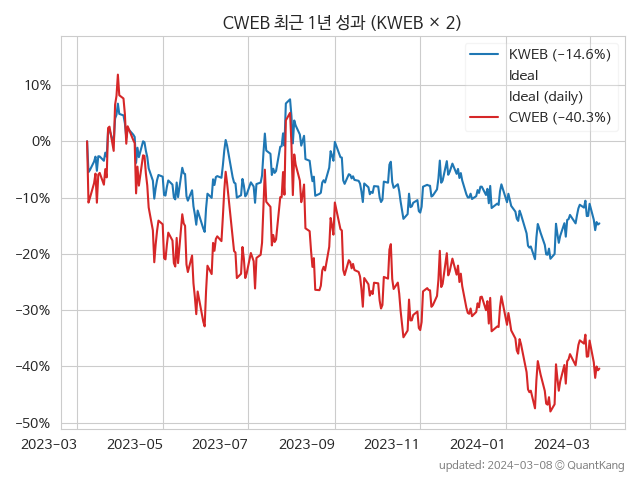 CWEB 최근 1년 성과 (KWEB × 2)
KWEB (−14.6%)
Ideal
Ideal (daily)
CWEB (−40.3%)
10%
0%
−10%
−20%
−30%
−40%
−50%
2023-03
2023-05
2023-07
2023-09
2023-11
2024-01
2024-03
updated: 2024-03-08 © QuantKang